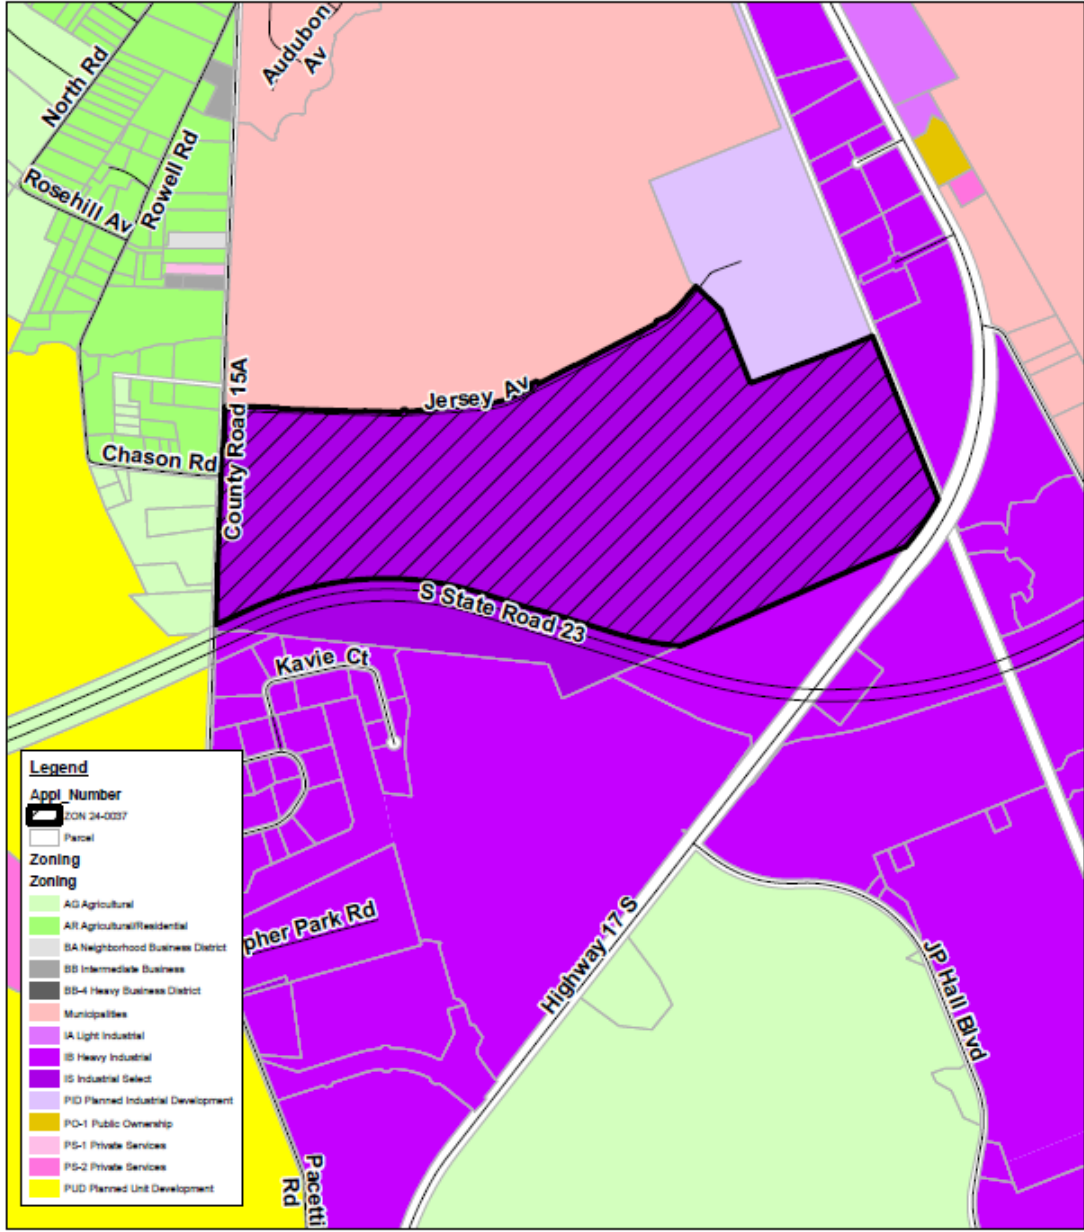 Audubon
Av
North Rd
Rowell Rd
Rosehill Av
County Road 15A
Jersey Av
Chason Rd
S State Road 23
Kavie Ct
pher Park Rd
Highway 17 S
JP Hall Blvd
Pacetti
Rd
Legend
Appl_Number
ZON 24-0037
Parcel
Zoning
Zoning
AG Agricultural
AR Agricultural/Residential
BA Neighborhood Business District
BB Intermediate Business
BB-4 Heavy Business District
Municipalities
IA Light Industrial
IB Heavy Industrial
IS Industrial Select
PID Planned Industrial Development
PO-1 Public Ownership
PS-1 Private Services
PS-2 Private Services
PUD Planned Unit Development